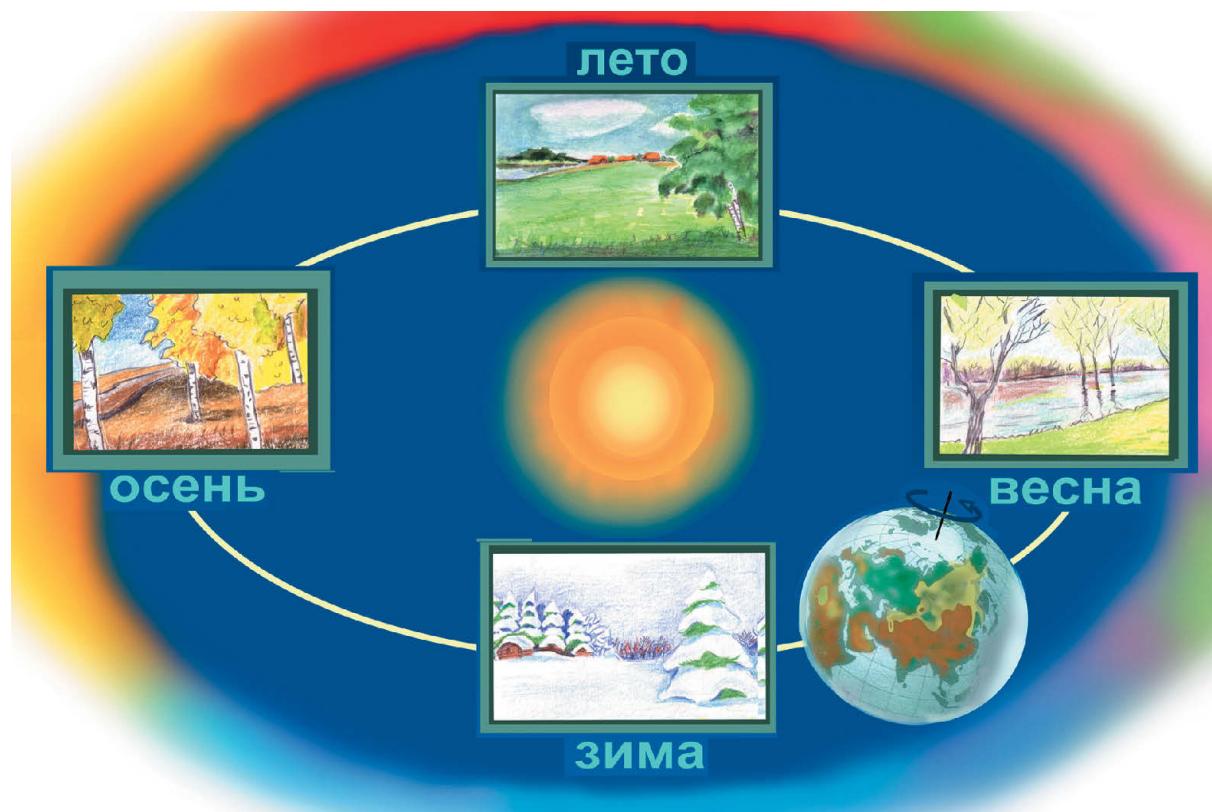 лето
осень
весна
зима